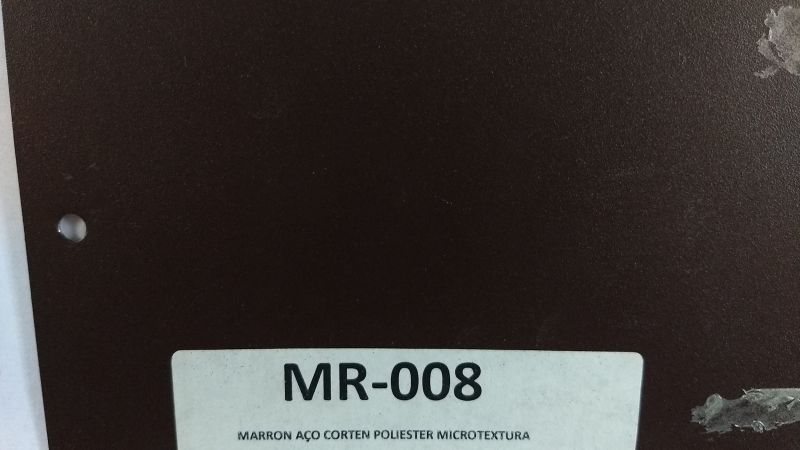 MR-008
MARRON AÇO CORTEN POLIESTER MICROTEXTURA